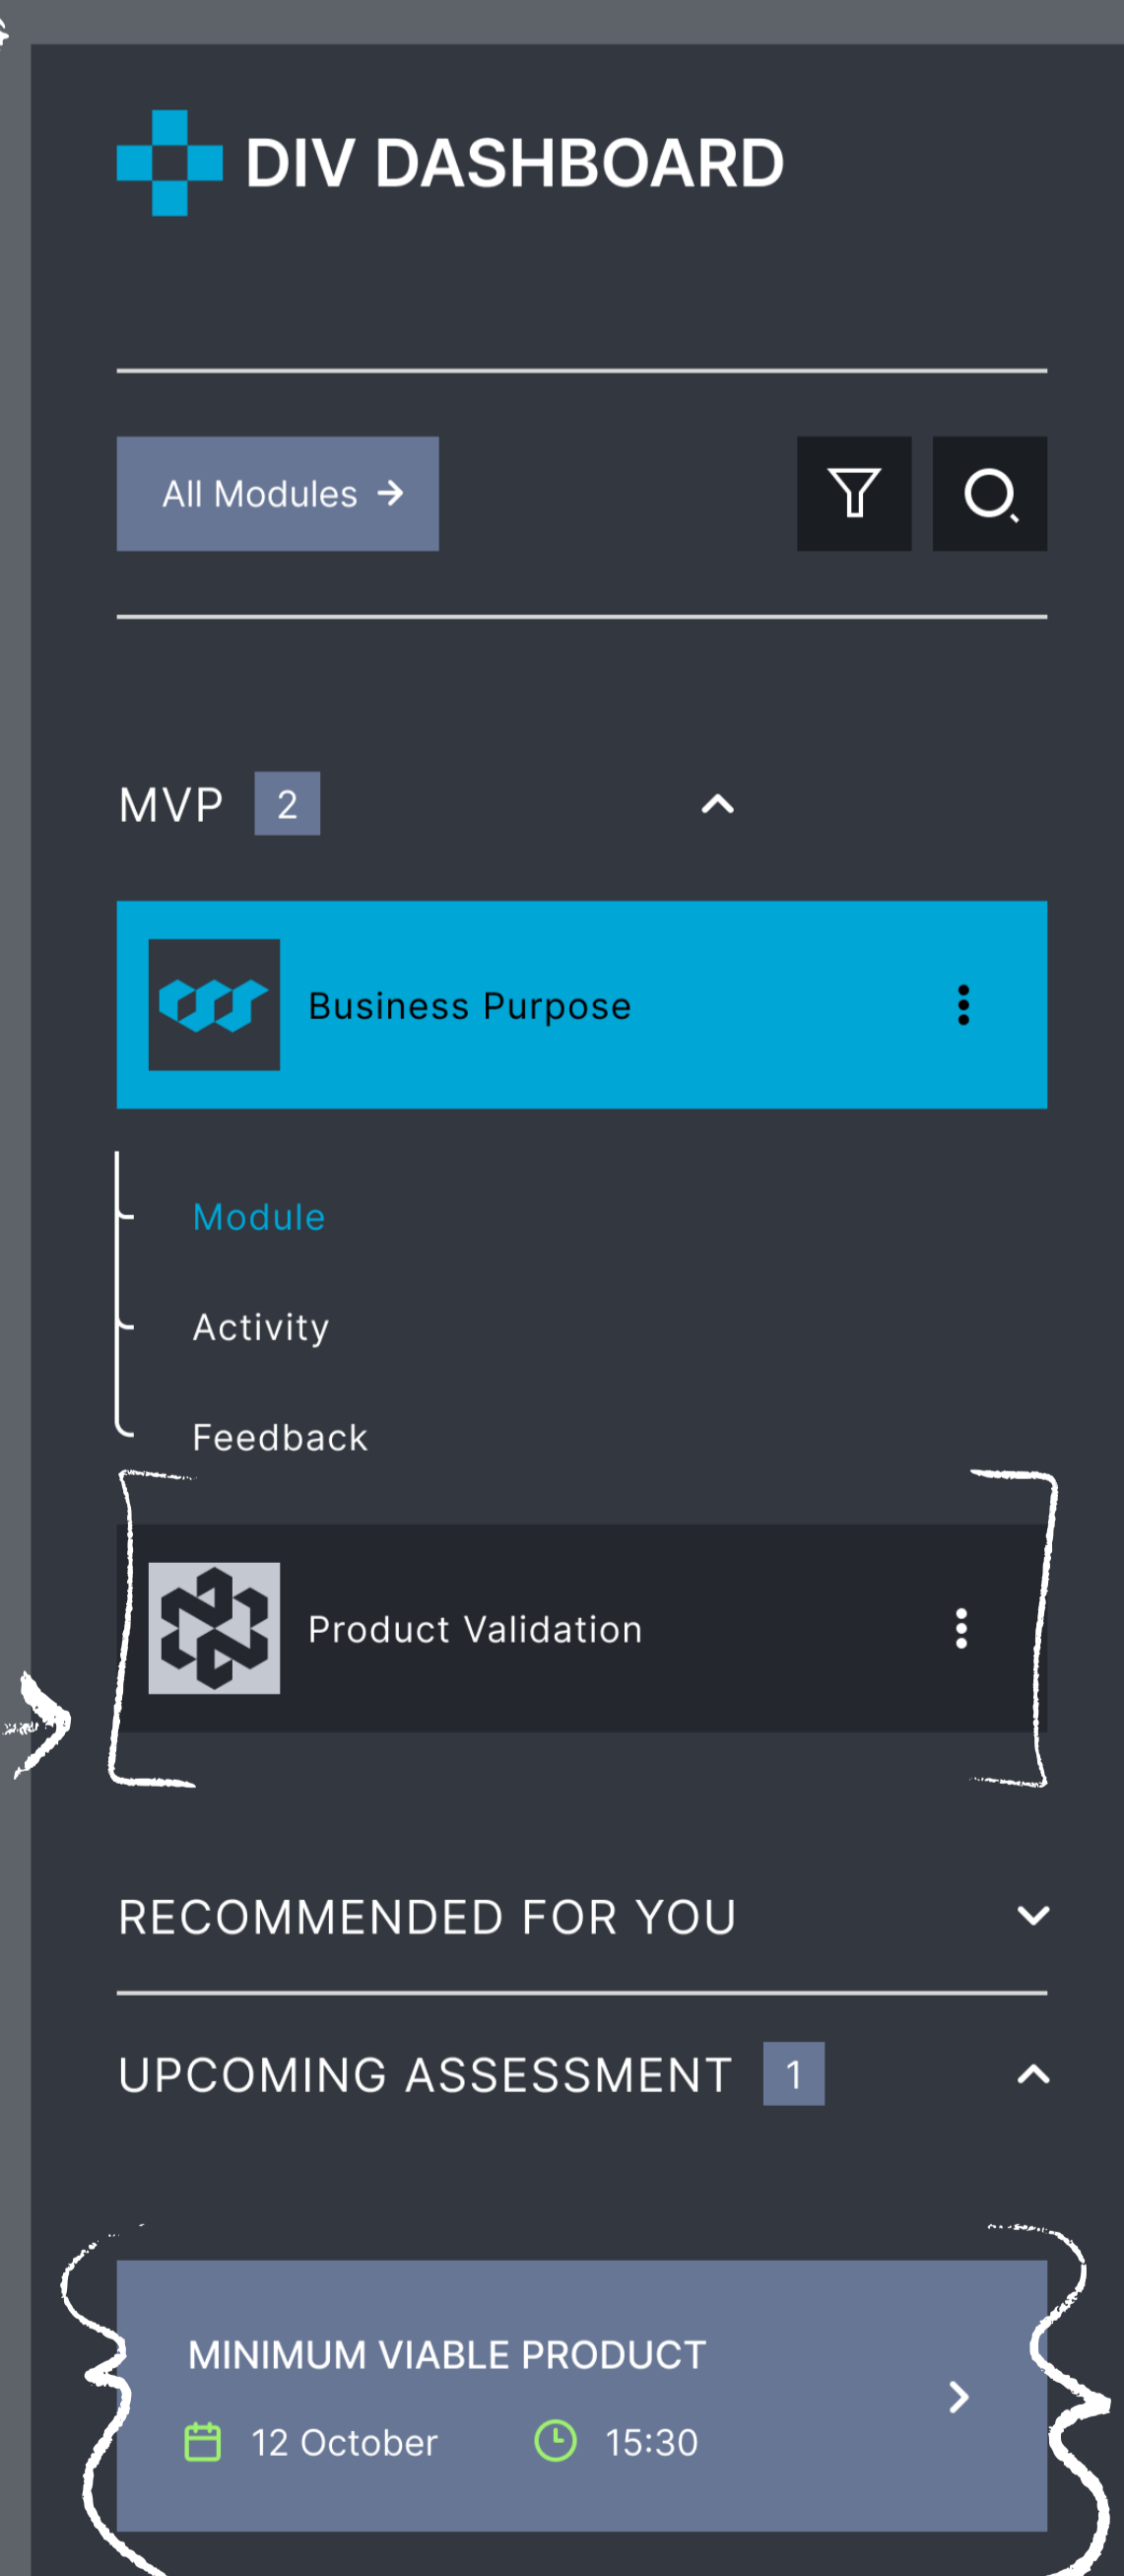 DIV DASHBOARD
All Modules
MVP 2
Business Purpose
Module
Activity
Feedback
Product Validation
RECOMMENDED FOR YOU
UPCOMING ASSESSMENT 1
MINIMUM VIABLE PRODUCT
12 October 15:30